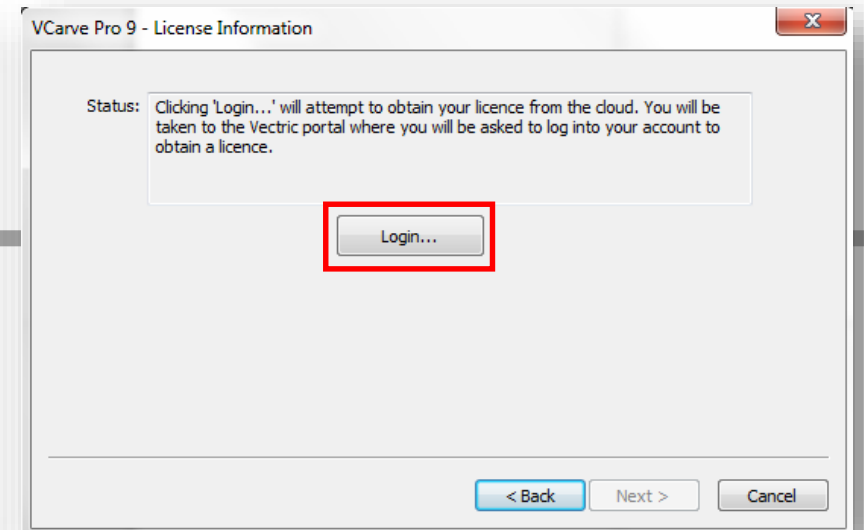 VCarve Pro 9 - License Information
Status: Clicking 'Login...' will attempt to obtain your licence from the cloud. You will be
taken to the Vectric portal where you will be asked to log into your account to
obtain a licence.
Login...
< Back Next > Cancel